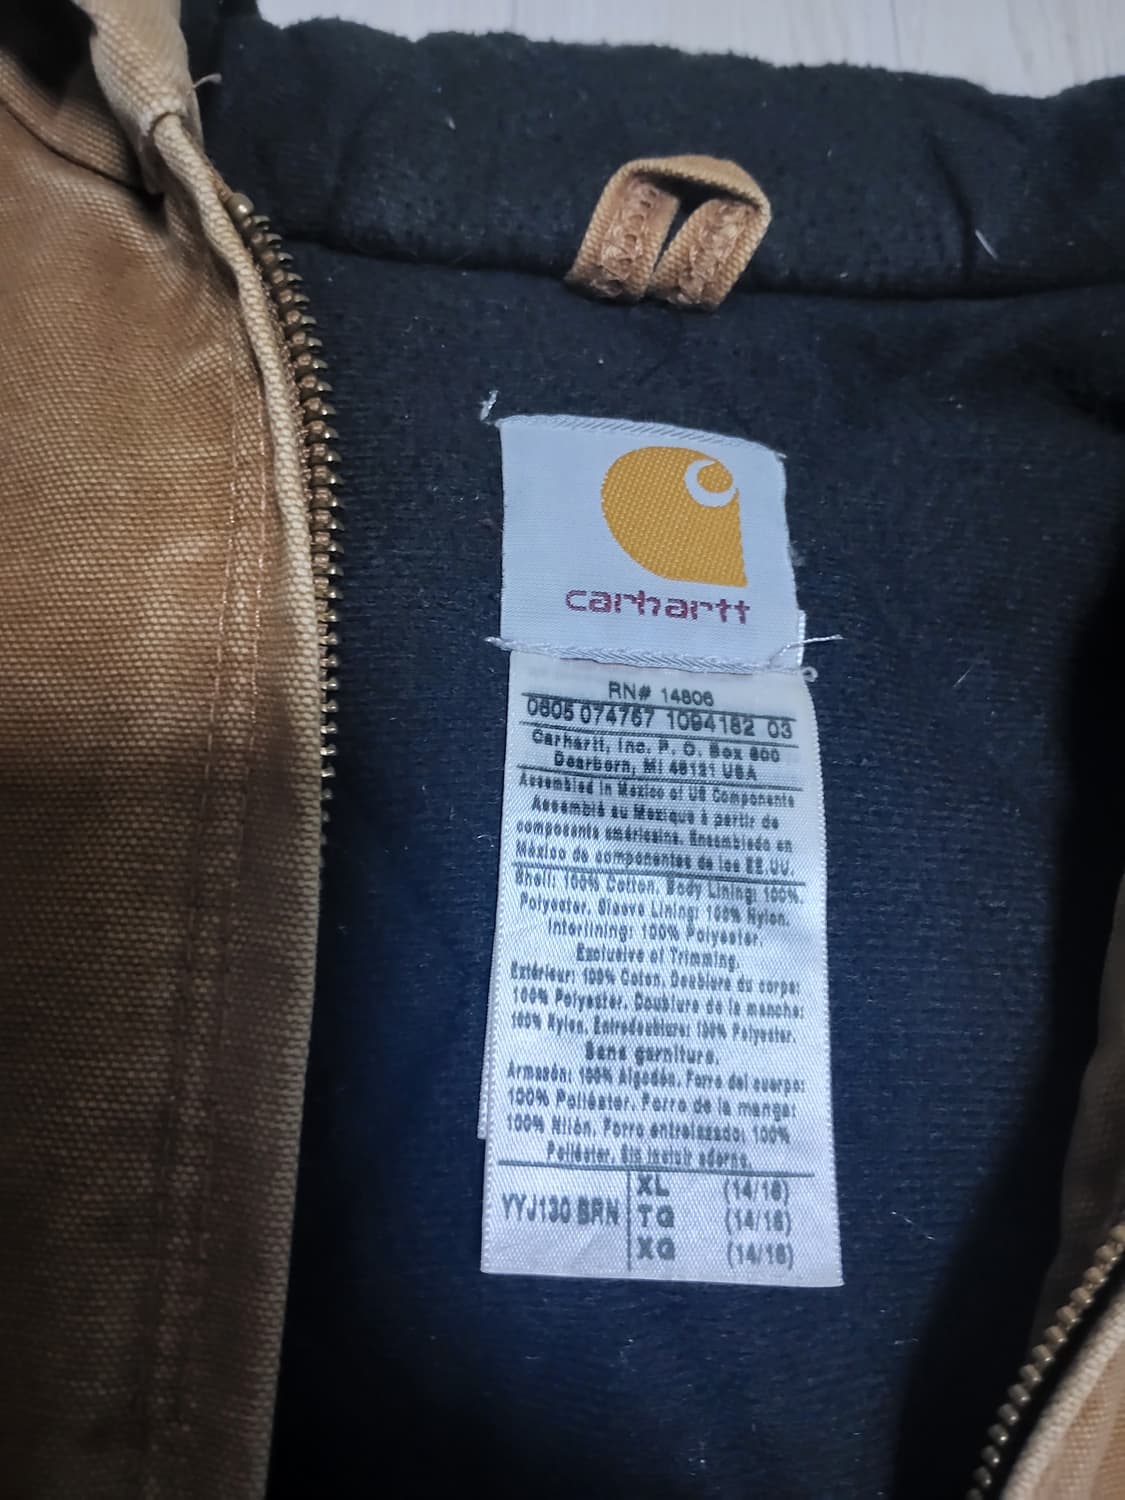 carhartt
RN# 14806
0805 074767 1094182 03
Carhartt, Inc. P. O. Box 600
Dearborn, MI 48121 USA
Assembled in Mexico of US Components
Assemblé au Mexique à partir de
composants américains. Ensamblado en
México de componentes de los EE.UU.
Shell: 100% Cotton. Body Lining: 100%.
Polyester. Sleeve Lining: 100% Nylon.
Interlining: 100% Polyester.
Exclusive of Trimming.
Extérieur: 100% Coton. Doublure du corps:
100% Polyester. Doublure de la manche:
100% Nylon. Entredoublure: 100% Polyester.
Sans garniture.
Armasón: 100% Algodón. Forro del cuerpo:
100% Poliéster. Forro de la manga:
100% Nilón. Forro entrelazado: 100%
Poliéster. Sin incluir adorno.
YYJ130 BRN
XL (14/16)
TG (14/16)
XG (14/16)